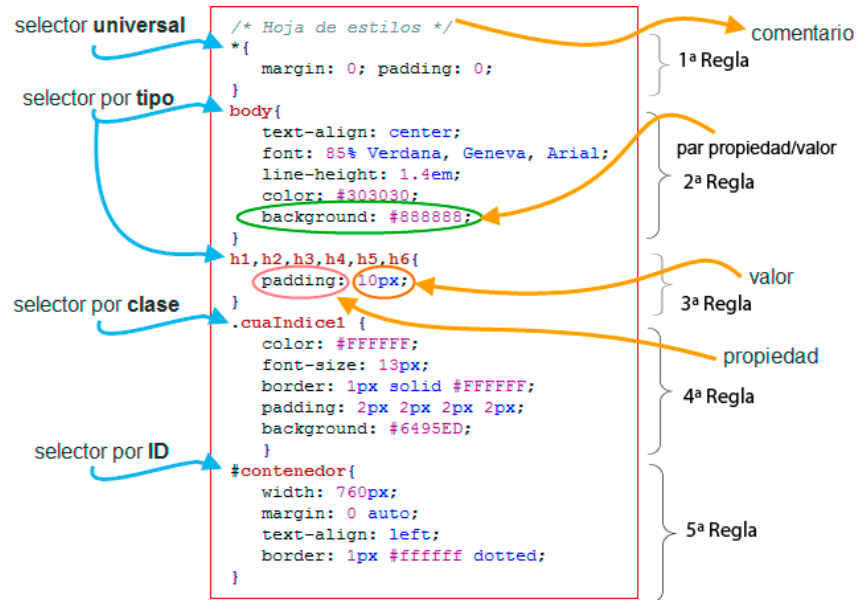 selector universal
selector por tipo
selector por clase
selector por ID
/* Hoja de estilos */
*{
margin: 0; padding: 0;
}
body{
text-align: center;
font: 85% Verdana, Geneva, Arial;
line-height: 1.4em;
color: #303030;
background: #888888;
}
h1,h2,h3,h4,h5,h6{
padding: 10px;
}
.cuaIndice1 {
color: #FFFFFF;
font-size: 13px;
border: 1px solid #FFFFFF;
padding: 2px 2px 2px 2px;
background: #6495ED;
}
#contenedor{
width: 760px;
margin: 0 auto;
text-align: left;
border: 1px #ffffff dotted;
}
comentario
1ª Regla
par propiedad/valor
2ª Regla
valor
3ª Regla
propiedad
4ª Regla
5ª Regla